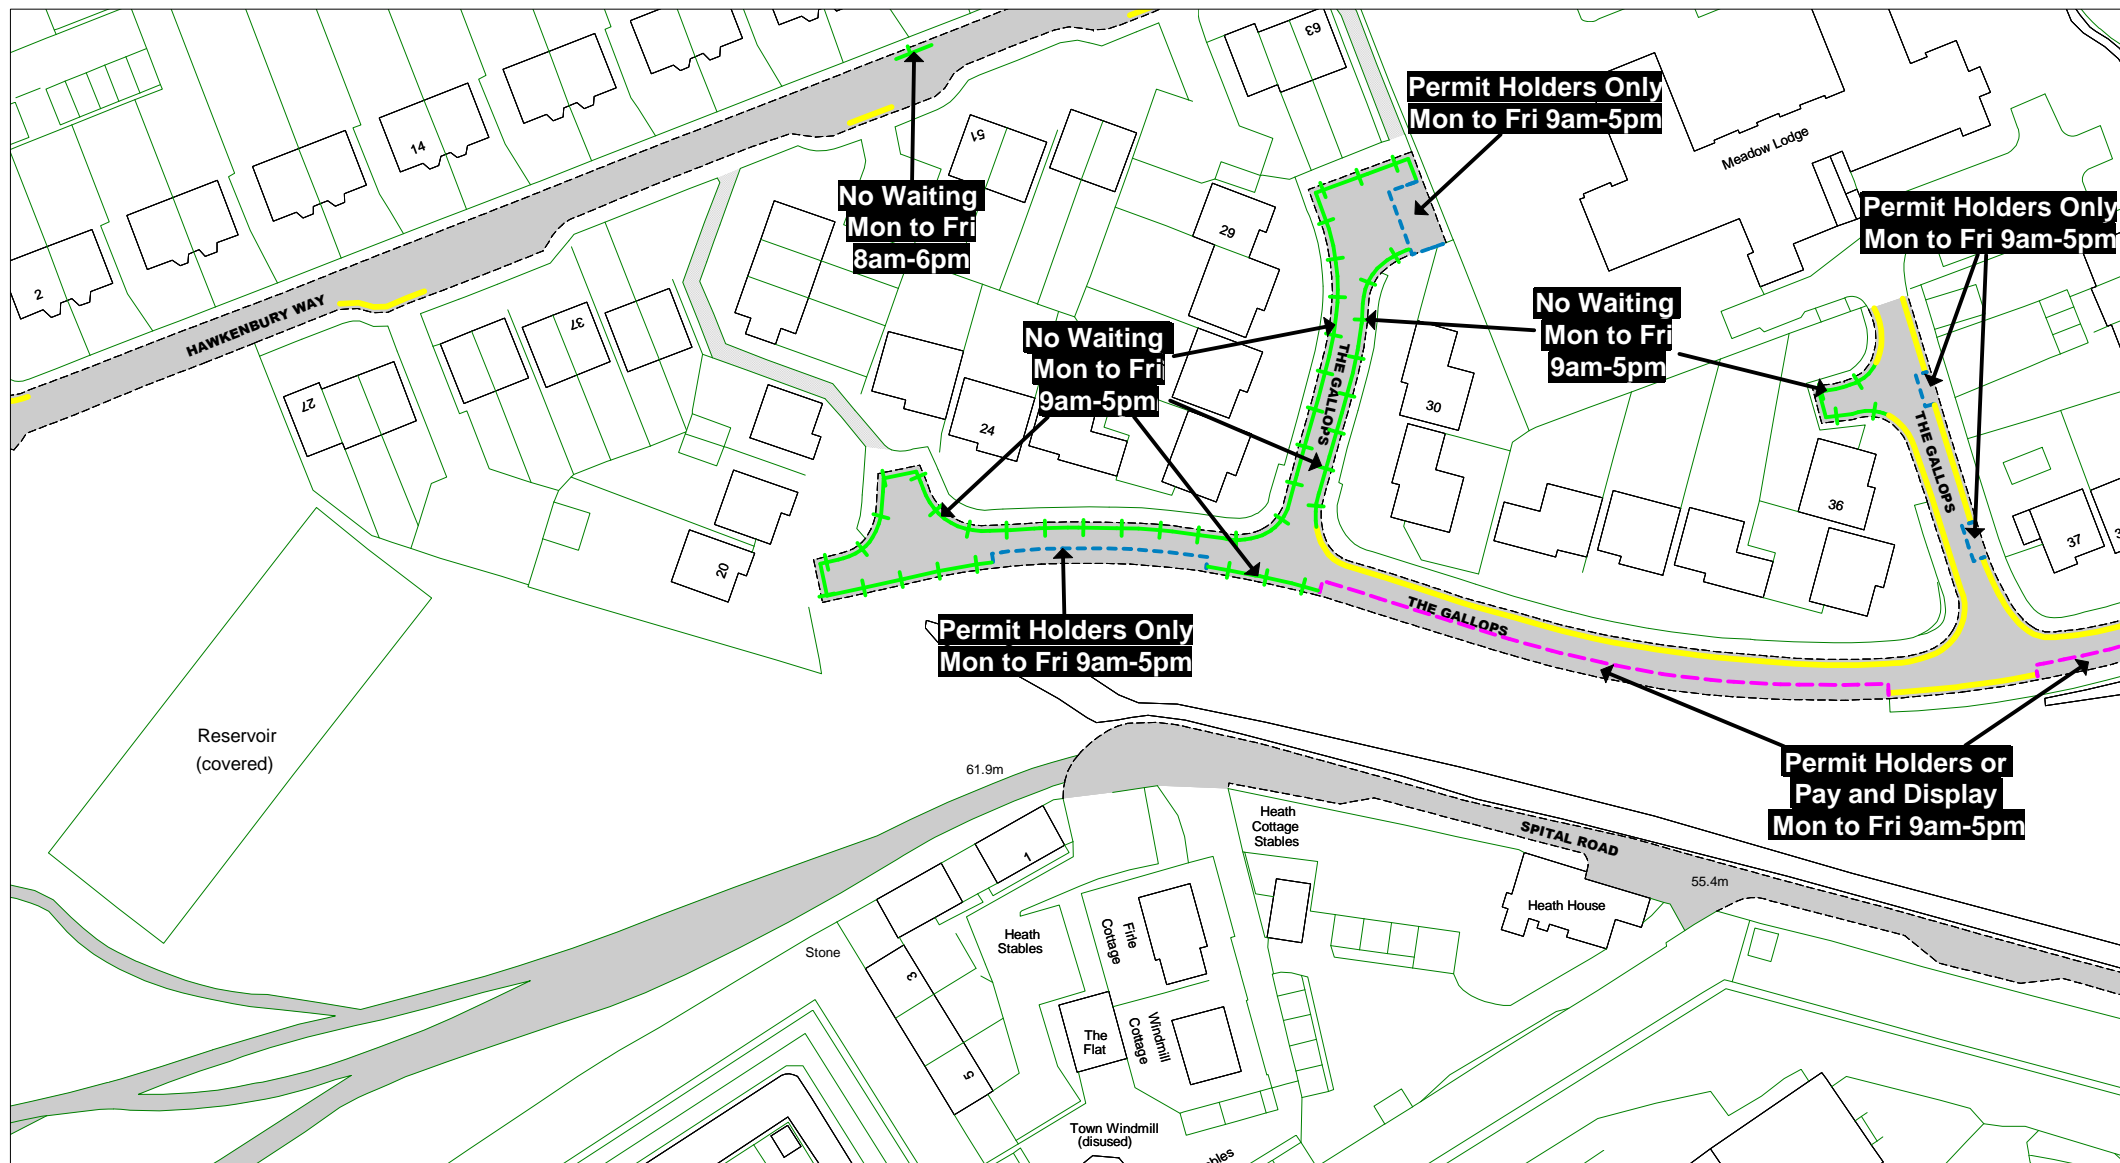 63
Permit Holders Only
Mon to Fri 9am-5pm
14
51
Meadow Lodge
No Waiting
Mon to Fri
8am-6pm
Permit Holders Only
Mon to Fri 9am-5pm
29
2
HAWKENBURY WAY
37
No Waiting
Mon to Fri
9am-5pm
No Waiting
Mon to Fri
9am-5pm
THE GALLOPS
27
24
30
THE GALLOPS
36
37
20
THE GALLOPS
Permit Holders Only
Mon to Fri 9am-5pm
Reservoir
(covered)
61.9m
Permit Holders or
Pay and Display
Mon to Fri 9am-5pm
Heath
Cottage
Stables
SPITAL ROAD
1
55.4m
Heath House
Heath
Stables
Firle
Cottage
Stone
3
Windmill
Cottage
The
Flat
5
Town Windmill
(disused)